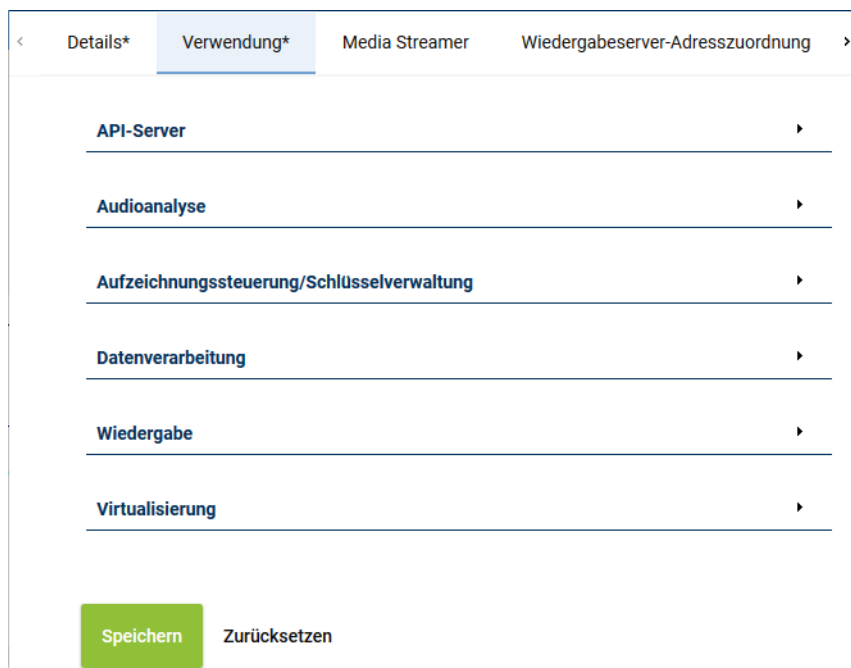 Details* Verwendung* Media Streamer Wiedergabeserver-Adresszuordnung
API-Server
Audioanalyse
Aufzeichnungssteuerung/Schlüsselverwaltung
Datenverarbeitung
Wiedergabe
Virtualisierung
Speichern Zurücksetzen